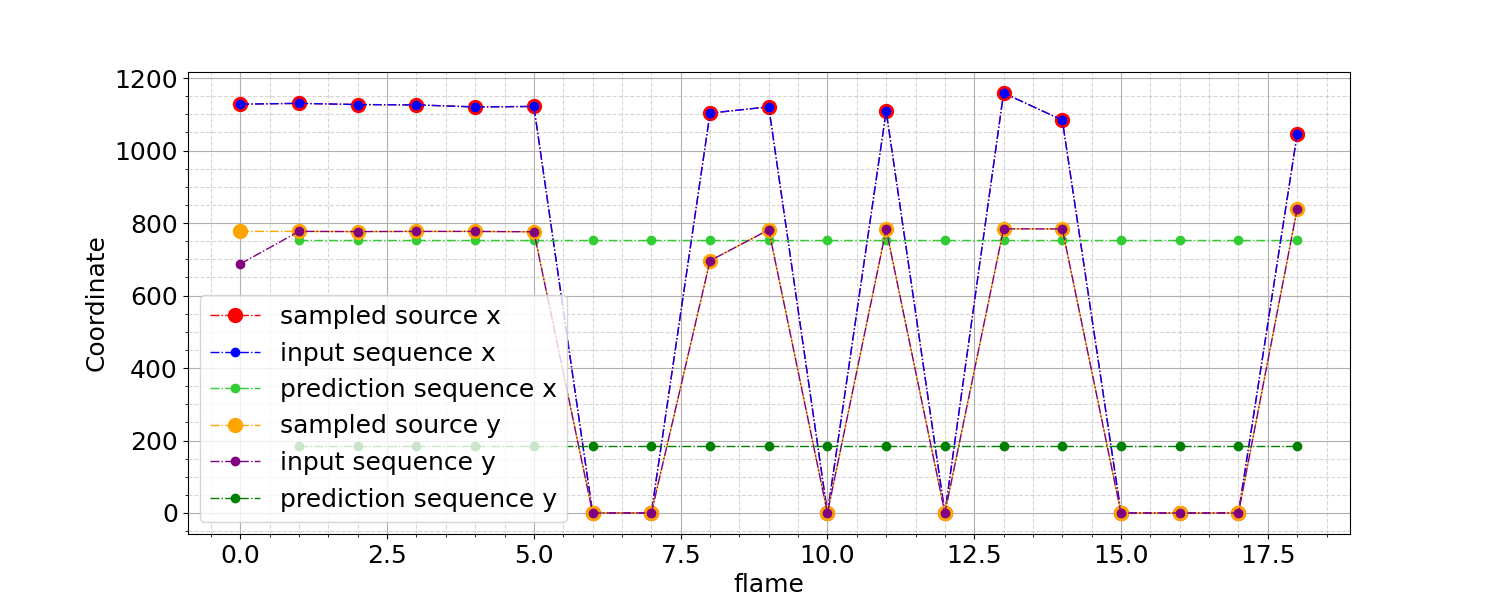 1200
1000
800
600
400
200
0
Coordinate
sampled source x
input sequence x
prediction sequence x
sampled source y
input sequence y
prediction sequence y
0.0 2.5 5.0 7.5 10.0 12.5 15.0 17.5
flame